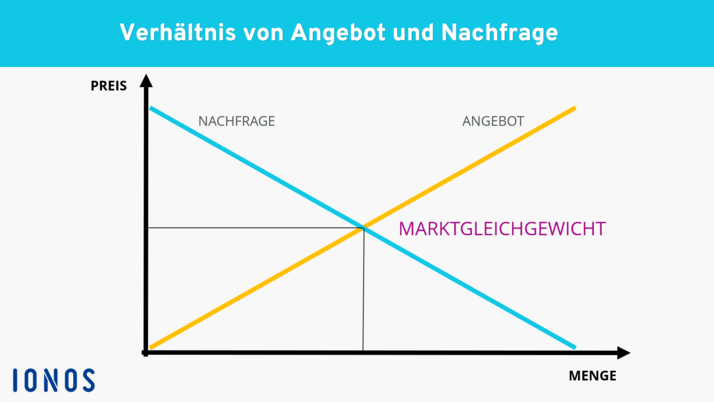 Verhältnis von Angebot und Nachfrage
PREIS
NACHFRAGE
ANGEBOT
MARKTGLEICHGEWICHT
MENGE
IONOS